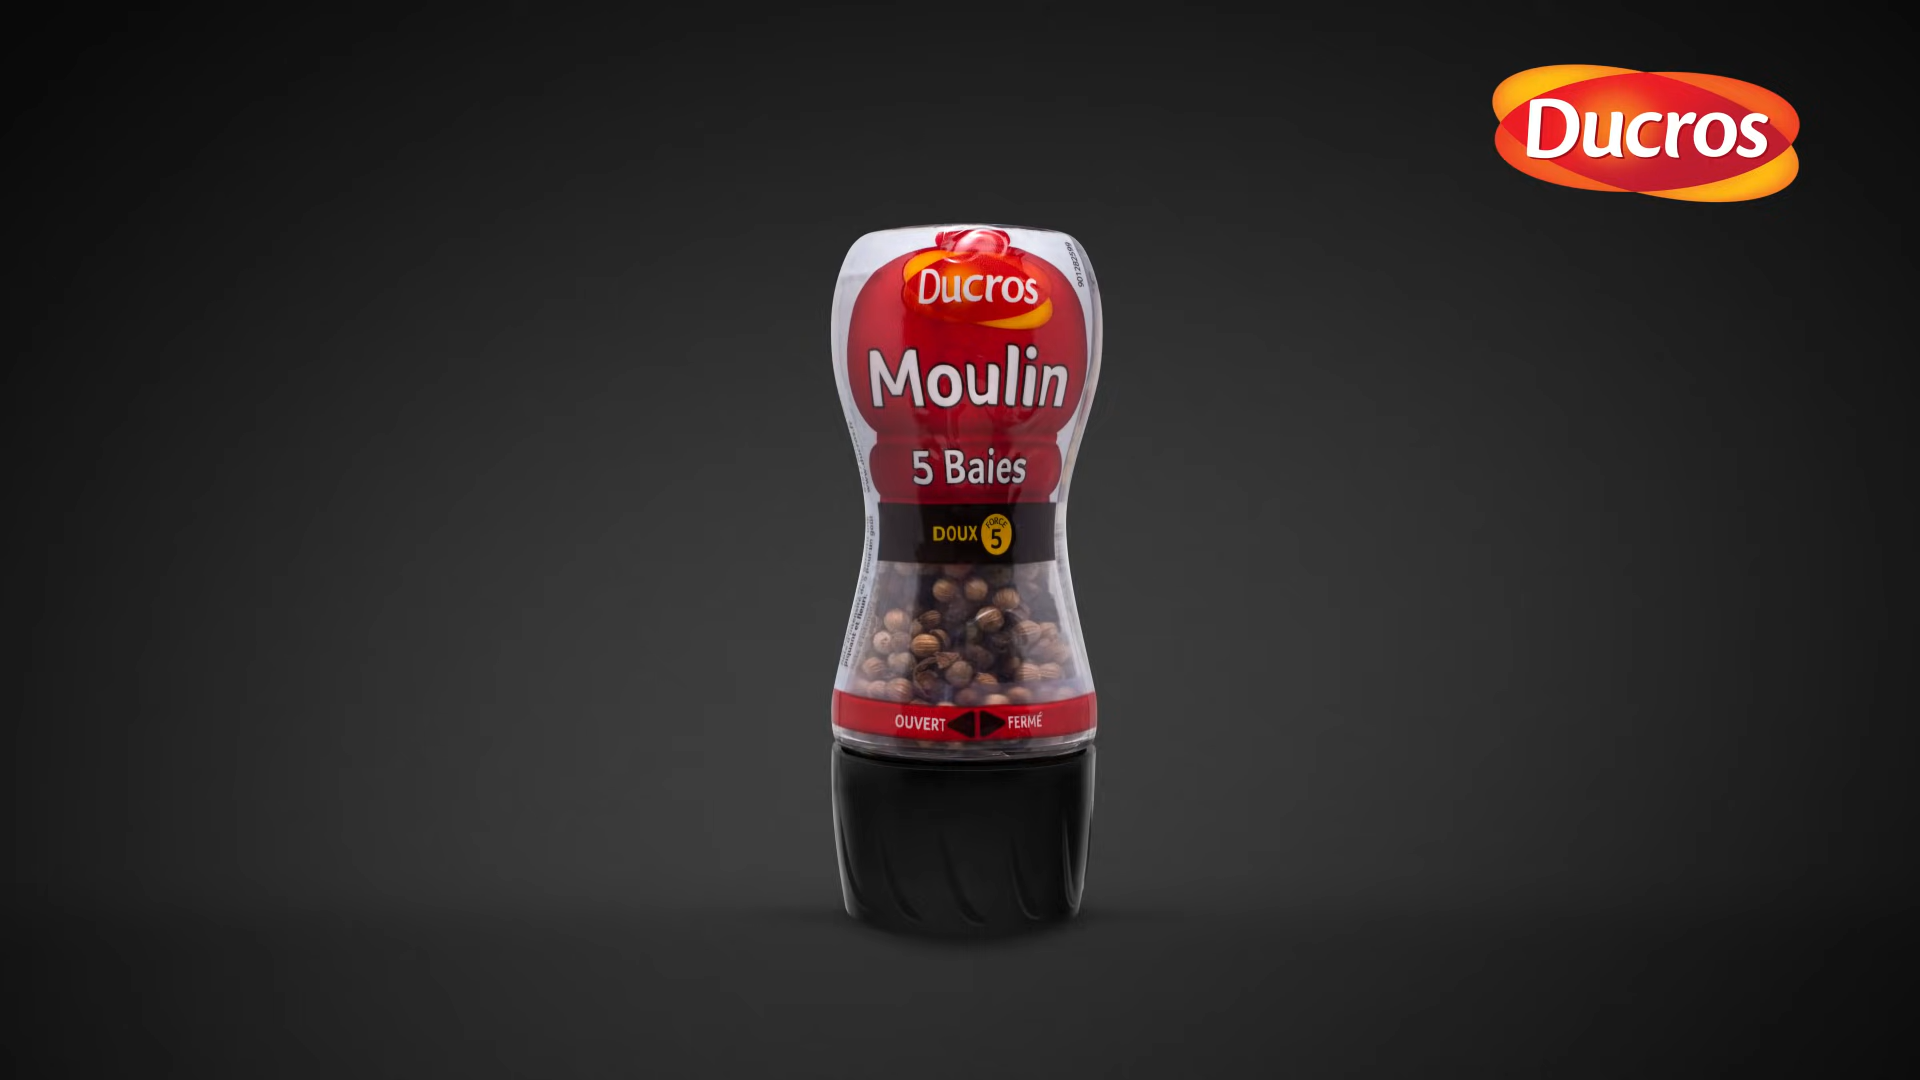 Ducros
Ducros
Moulin
5 Baies
DOUX FORCE 5
OUVERT FERMÉ